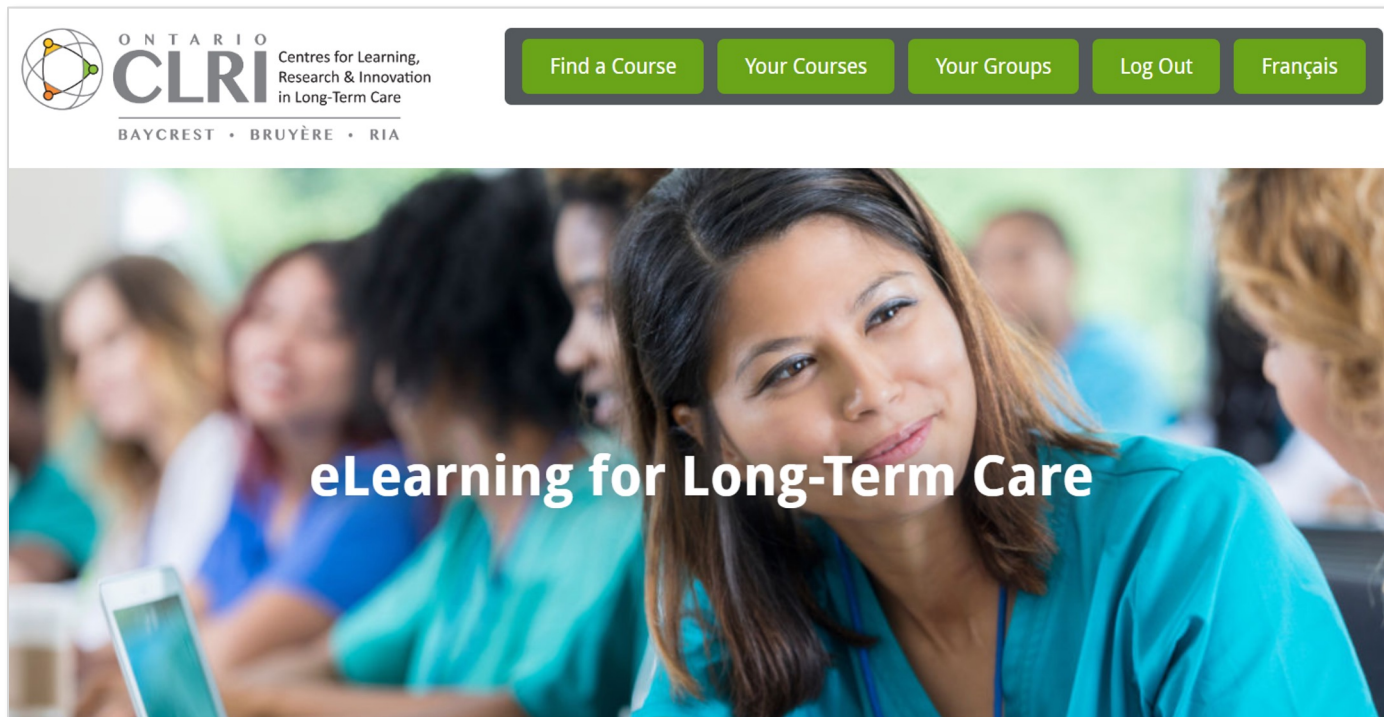 ONTARIO
CLRI
Centres for Learning,
Research & Innovation
in Long-Term Care
BAYCREST • BRUYÈRE • RIA
Find a Course
Your Courses
Your Groups
Log Out
Français
eLearning for Long-Term Care